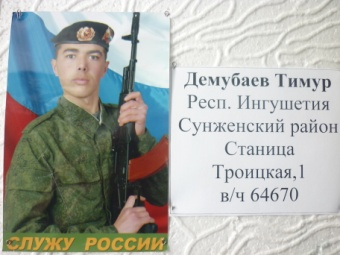 СЛУЖУ РОССИИ
Демубаев Тимур
Респ. Ингушетия
Сунженский район
Станица
Троицкая,1
в/ч 64670